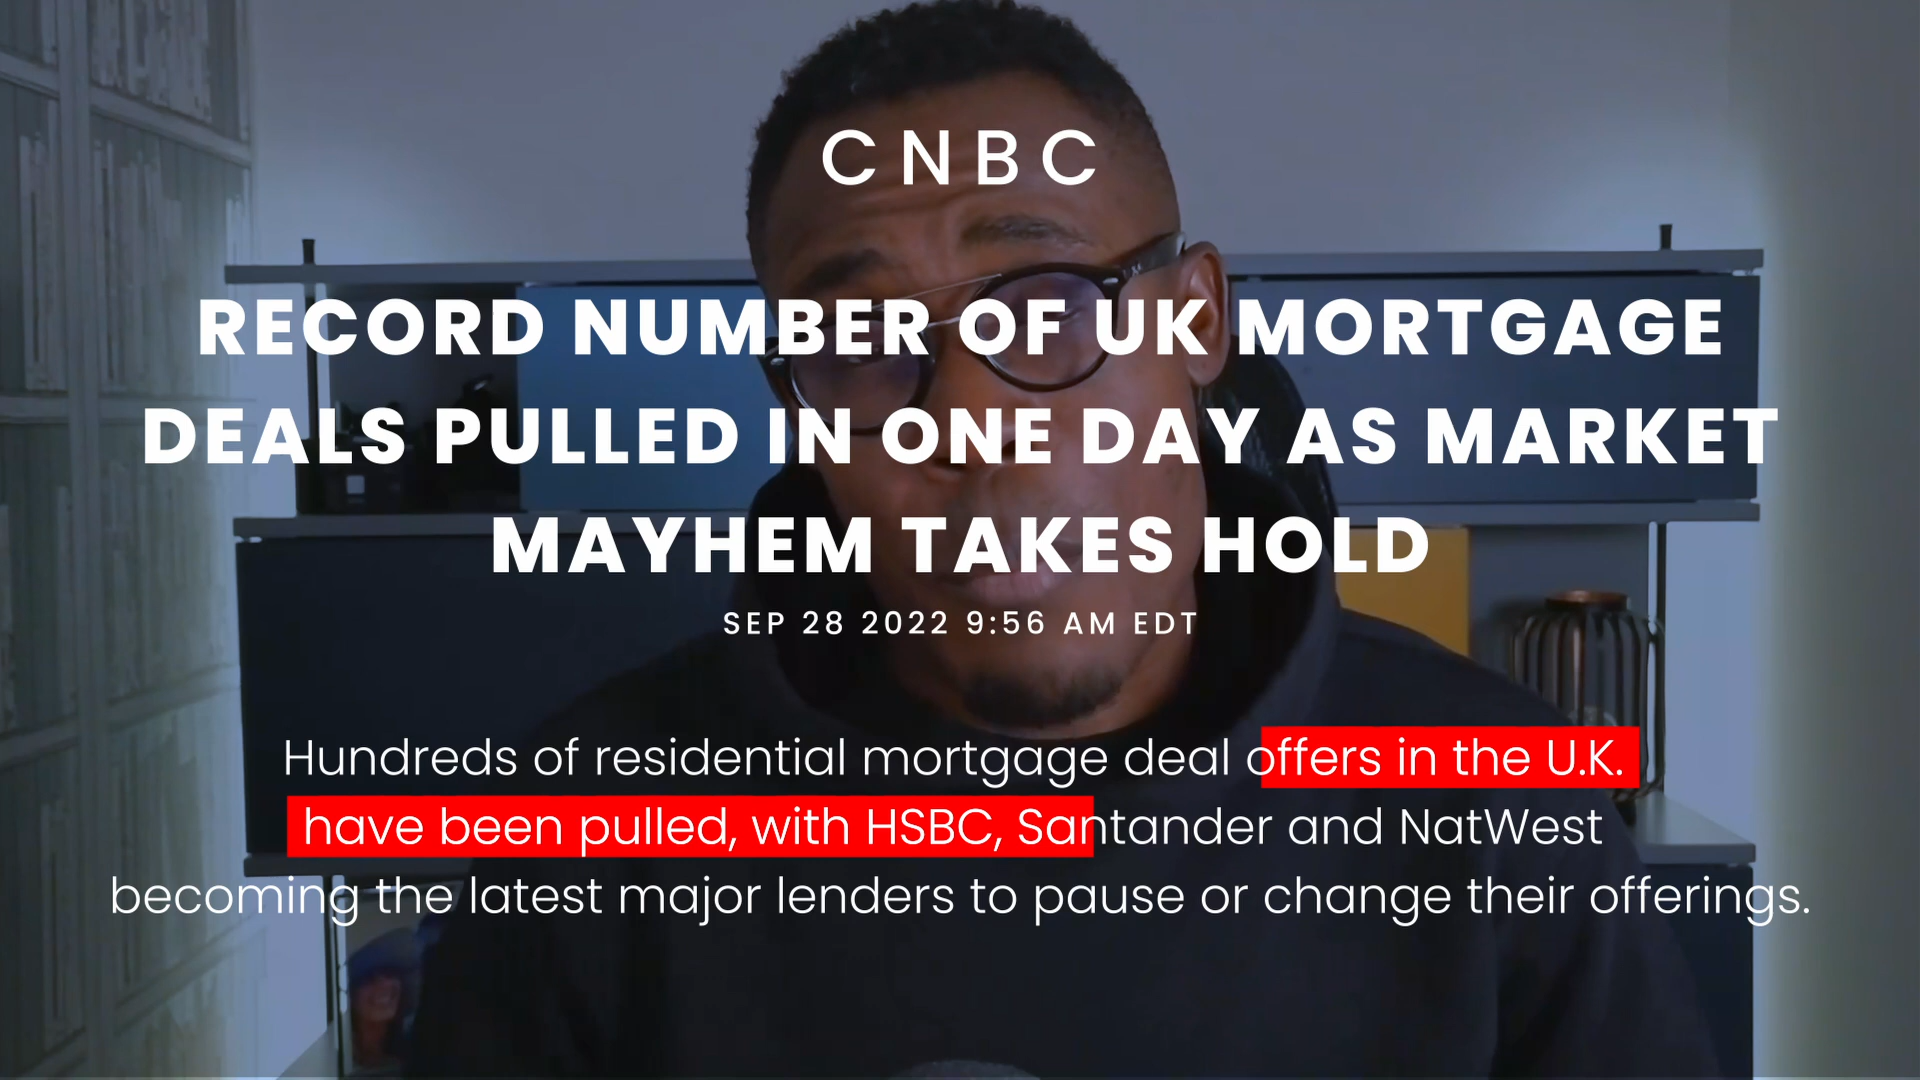 CNBC
RECORD NUMBER OF UK MORTGAGE
DEALS PULLED IN ONE DAY AS MARKET
MAYHEM TAKES HOLD
SEP 28 2022 9:56 AM EDT
Hundreds of residential mortgage deal offers in the U.K.
have been pulled, with HSBC, Santander and NatWest
becoming the latest major lenders to pause or change their offerings.